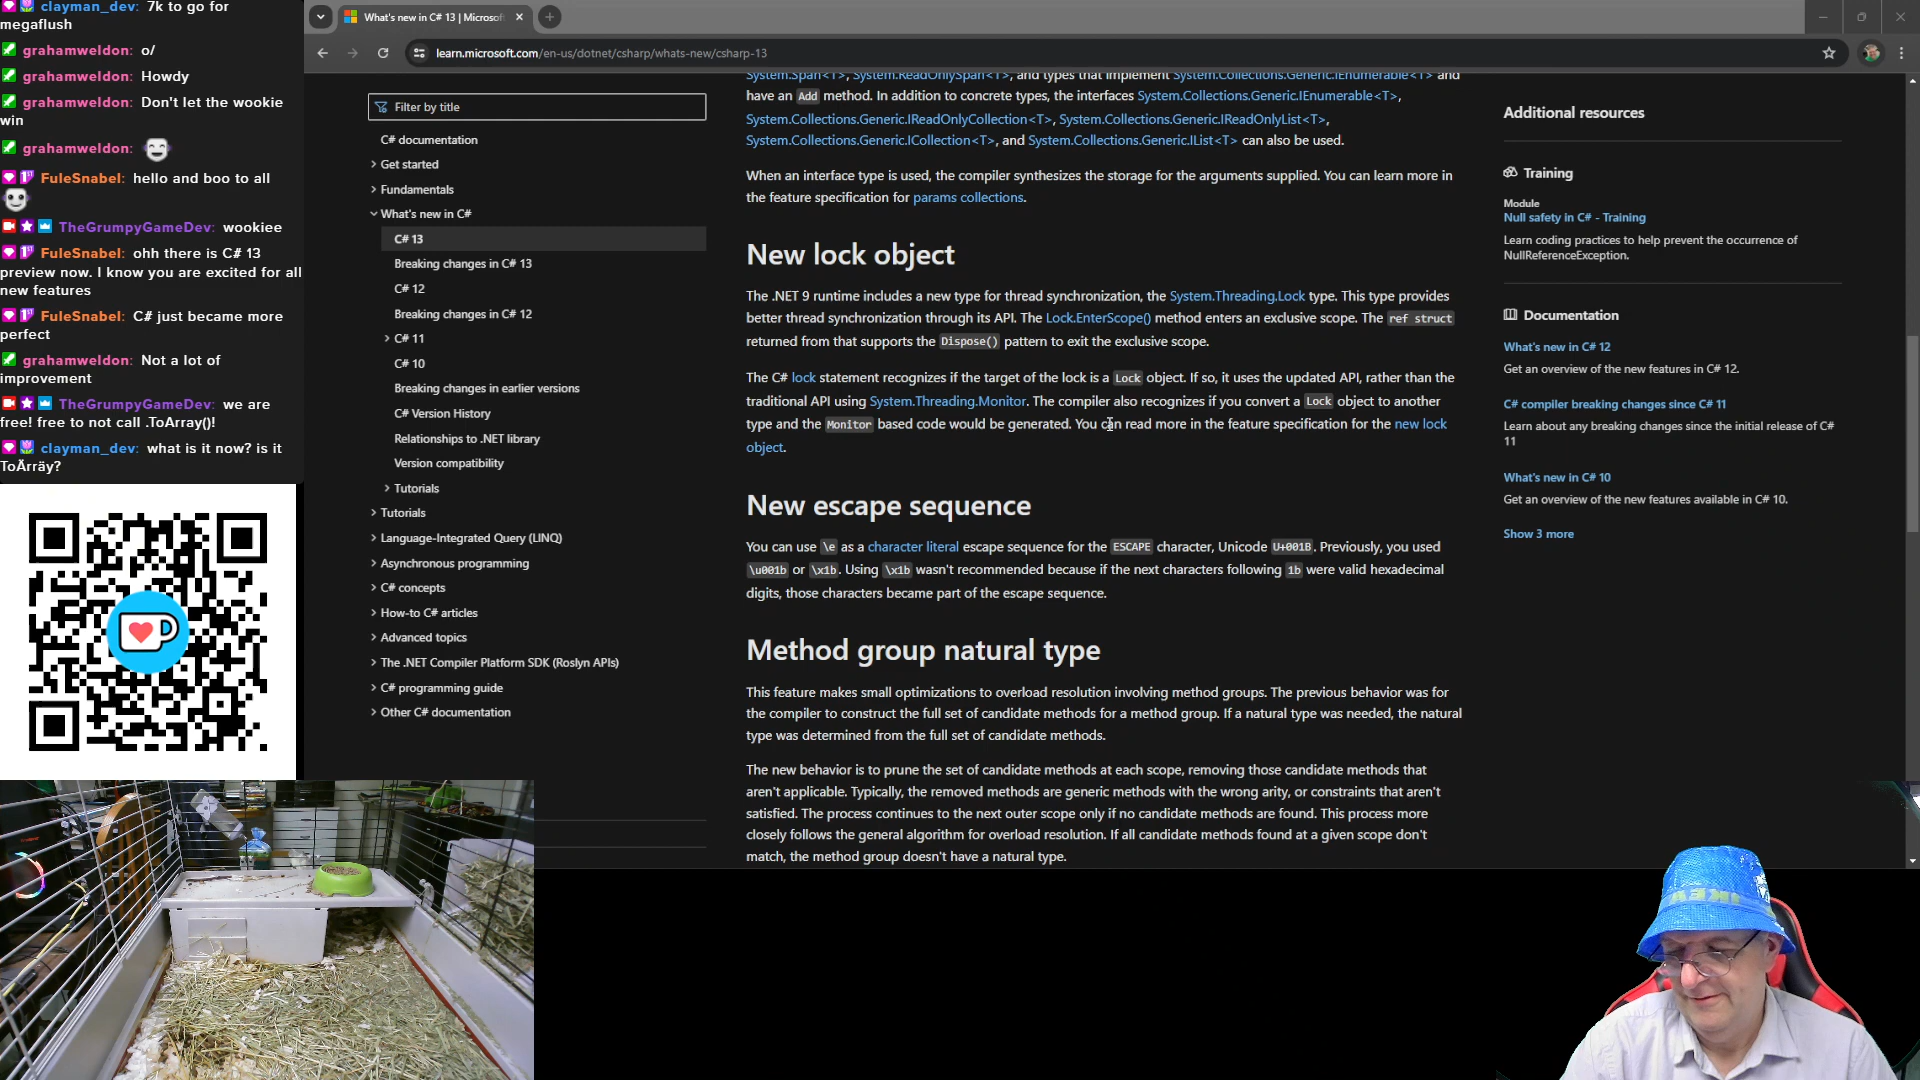 clayman_dev: 7k to go for
megaflush
grahamweldon: o/
grahamweldon: Howdy
grahamweldon: Don't let the wookie
win
grahamweldon:
FuleSnabel: hello and boo to all
TheGrumpyGameDev: wookiee
FuleSnabel: ohh there is C# 13
preview now. I know you are excited for all
new features
FuleSnabel: C# just became more
perfect
grahamweldon: Not a lot of
improvement
TheGrumpyGameDev: we are
free! free to not call .ToArray()!
clayman_dev: what is it now? is it
ToÄrräy?
What's new in C# 13 | Microsof
learn.microsoft.com/en-us/dotnet/csharp/whats-new/csharp-13
Filter by title
C# documentation
Get started
Fundamentals
What's new in C#
C# 13
Breaking changes in C# 13
C# 12
Breaking changes in C# 12
C# 11
C# 10
Breaking changes in earlier versions
C# Version History
Relationships to .NET library
Version compatibility
Tutorials
Tutorials
Language-Integrated Query (LINQ)
Asynchronous programming
C# concepts
How-to C# articles
Advanced topics
The .NET Compiler Platform SDK (Roslyn APIs)
C# programming guide
Other C# documentation
System.Span<T>, System.ReadOnlySpan<T>, and types that implement System.Collections.Generic.IEnumerable<T> and
have an Add method. In addition to concrete types, the interfaces System.Collections.Generic.IEnumerable<T>,
System.Collections.Generic.IReadOnlyCollection<T>, System.Collections.Generic.IReadOnlyList<T>,
System.Collections.Generic.ICollection<T>, and System.Collections.Generic.IList<T> can also be used.
When an interface type is used, the compiler synthesizes the storage for the arguments supplied. You can learn more in
the feature specification for params collections.
New lock object
The .NET 9 runtime includes a new type for thread synchronization, the System.Threading.Lock type. This type provides
better thread synchronization through its API. The Lock.EnterScope() method enters an exclusive scope. The ref struct
returned from that supports the Dispose() pattern to exit the exclusive scope.
The C# lock statement recognizes if the target of the lock is a Lock object. If so, it uses the updated API, rather than the
traditional API using System.Threading.Monitor. The compiler also recognizes if you convert a Lock object to another
type and the Monitor based code would be generated. You can read more in the feature specification for the new lock
object.
New escape sequence
You can use \e as a character literal escape sequence for the ESCAPE character, Unicode U+001B. Previously, you used
\u001b or \x1b. Using \x1b wasn't recommended because if the next characters following 1b were valid hexadecimal
digits, those characters became part of the escape sequence.
Method group natural type
This feature makes small optimizations to overload resolution involving method groups. The previous behavior was for
the compiler to construct the full set of candidate methods for a method group. If a natural type was needed, the natural
type was determined from the full set of candidate methods.
The new behavior is to prune the set of candidate methods at each scope, removing those candidate methods that
aren't applicable. Typically, the removed methods are generic methods with the wrong arity, or constraints that aren't
satisfied. The process continues to the next outer scope only if no candidate methods are found. This process more
closely follows the general algorithm for overload resolution. If all candidate methods found at a given scope don't
match, the method group doesn't have a natural type.
Additional resources
Training
Module
Null safety in C# - Training
Learn coding practices to help prevent the occurrence of
NullReferenceException.
Documentation
What's new in C# 12
Get an overview of the new features in C# 12.
C# compiler breaking changes since C# 11
Learn about any breaking changes since the initial release of C#
11
What's new in C# 10
Get an overview of the new features available in C# 10.
Show 3 more
IKEA